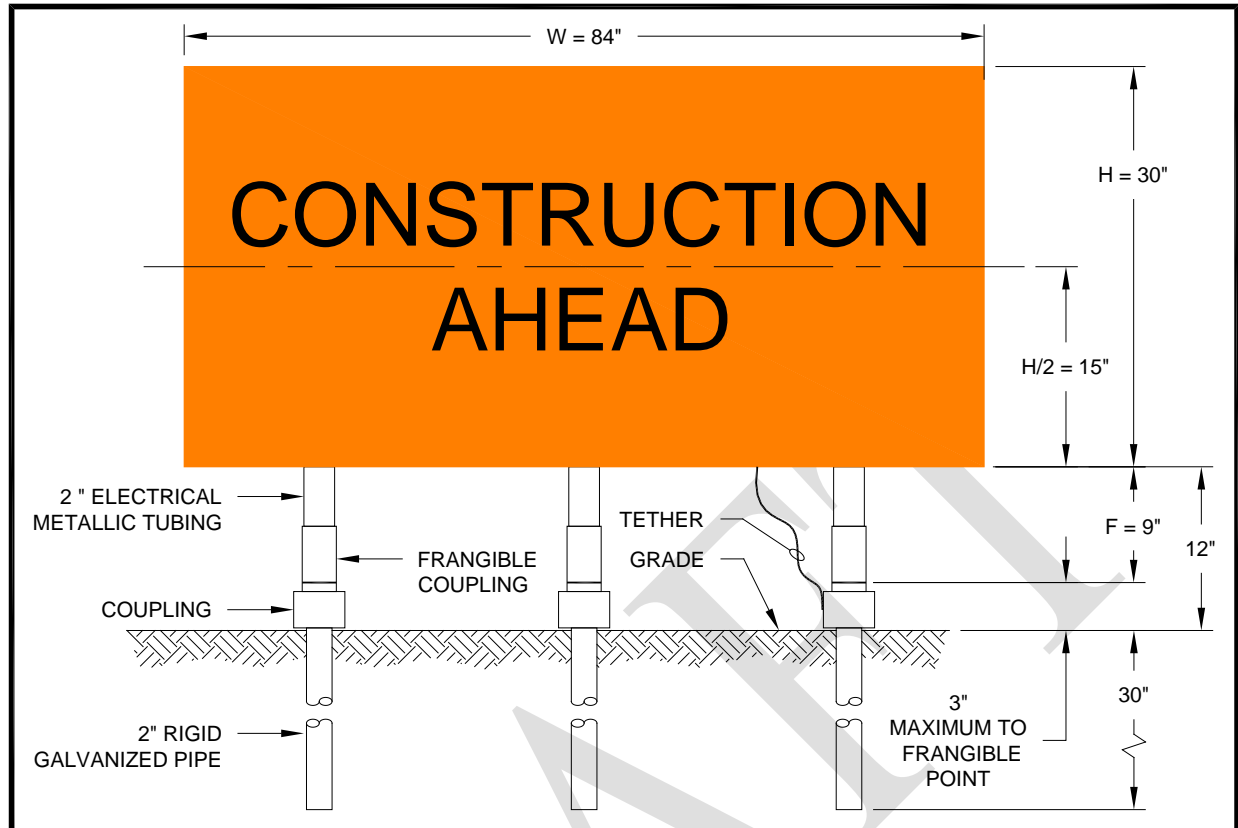 W = 84"
CONSTRUCTION
AHEAD
H = 30"
H/2 = 15"
2 " ELECTRICAL
METALLIC TUBING
FRANGIBLE
COUPLING
COUPLING
TETHER
GRADE
F = 9"
12"
2" RIGID
GALVANIZED PIPE
3"
MAXIMUM TO
FRANGIBLE
POINT
30"